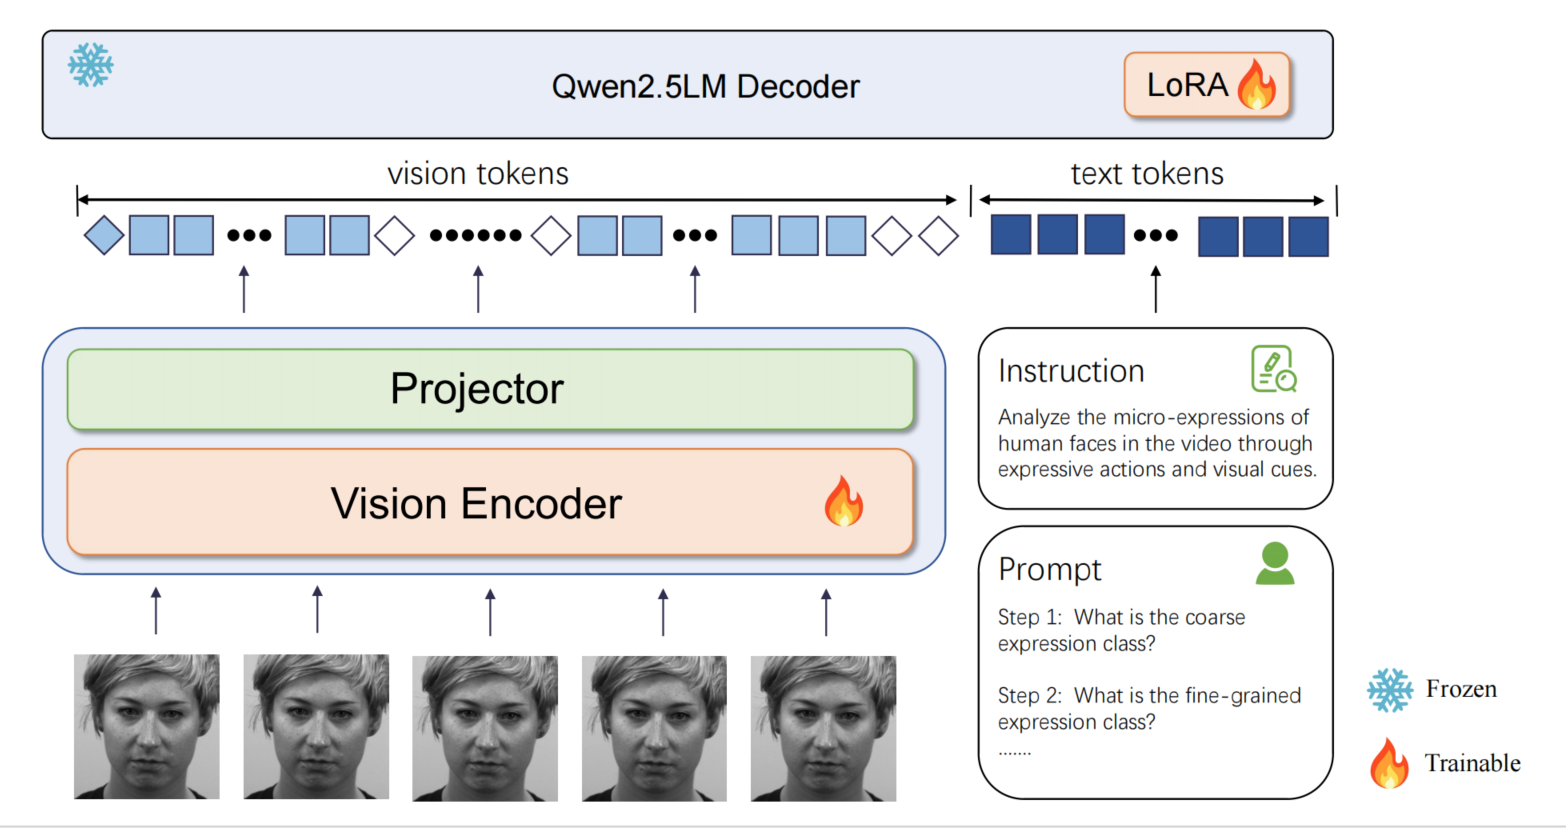 Qwen2.5LM Decoder
LoRA
vision tokens
text tokens
Projector
Vision Encoder
Instruction
Analyze the micro-expressions of
human faces in the video through
expressive actions and visual cues.
Prompt
Step 1: What is the coarse
expression class?
Step 2: What is the fine-grained
expression class?
.......
Frozen
Trainable